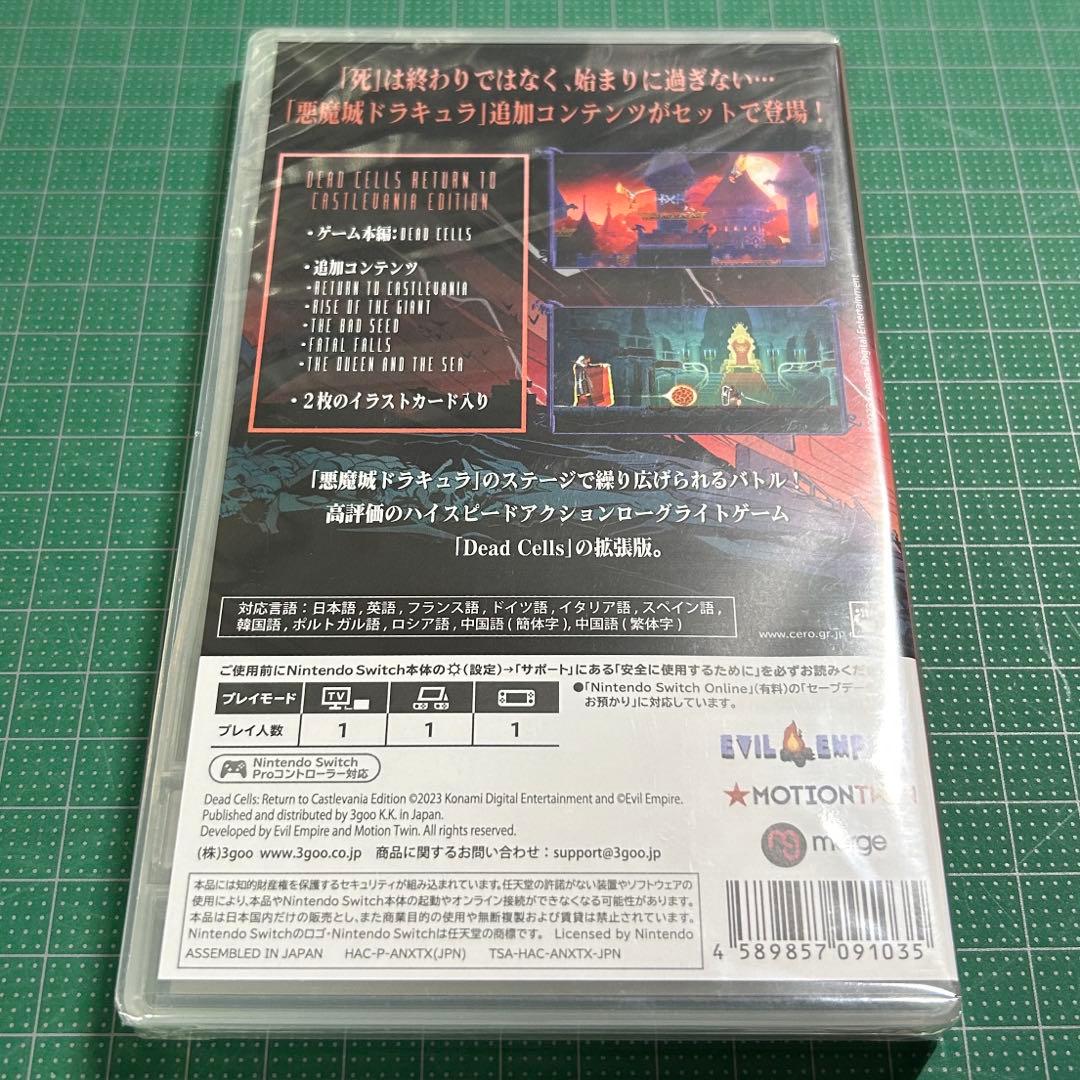 「死」は終わりではなく、始まりに過ぎない…
「悪魔城ドラキュラ」追加コンテンツがセットで登場！
DEAD CELLS RETURN TO
CASTLEVANIA EDITION
・ゲーム本編：DEAD CELLS
・追加コンテンツ
-RETURN TO CASTLEVANIA
-RISE OF THE GIANT
-THE BAD SEED
-FATAL FALLS
-THE QUEEN AND THE SEA
・２枚のイラストカード入り
Konami Digital Entertainment
「悪魔城ドラキュラ」のステージで繰り広げられるバトル！
高評価のハイスピードアクションローグライトゲーム
「Dead Cells」の拡張版。
対応言語：日本語 , 英語 , フランス語 , ドイツ語 , イタリア語 , スペイン語 ,
韓国語 , ポルトガル語 , ロシア語 , 中国語 ( 簡体字 ), 中国語 ( 繁体字 )
www.cero.gr.jp
ご使用前にNintendo Switch本体の(設定)→「サポート」にある「安全に使用するために」を必ずお読みくだ
プレイモード TV
プレイ人数 1 1 1
●「Nintendo Switch Online」(有料)の「セーブデー
お預かり」に対応しています。
Nintendo Switch
Proコントローラー対応
EVIL EMP
MOTIONTW
merge
Dead Cells: Return to Castlevania Edition ©2023 Konami Digital Entertainment and ©Evil Empire.
Published and distributed by 3goo K.K. in Japan.
Developed by Evil Empire and Motion Twin. All rights reserved.
(株)3goo www.3goo.co.jp 商品に関するお問い合わせ：support@3goo.jp
本品には知的財産権を保護するセキュリティが組み込まれています。任天堂の許諾がない装置やソフトウェアの
使用により、本品やNintendo Switch本体の起動やオンライン接続ができなくなる可能性があります。
本品は日本国内だけの販売とし、また商業目的の使用や無断複製および賃貸は禁止されています。
Nintendo Switchのロゴ・Nintendo Switchは任天堂の商標です。 Licensed by Nintendo
ASSEMBLED IN JAPAN HAC-P-ANXTX(JPN) TSA-HAC-ANXTX-JPN
4 589857 091035